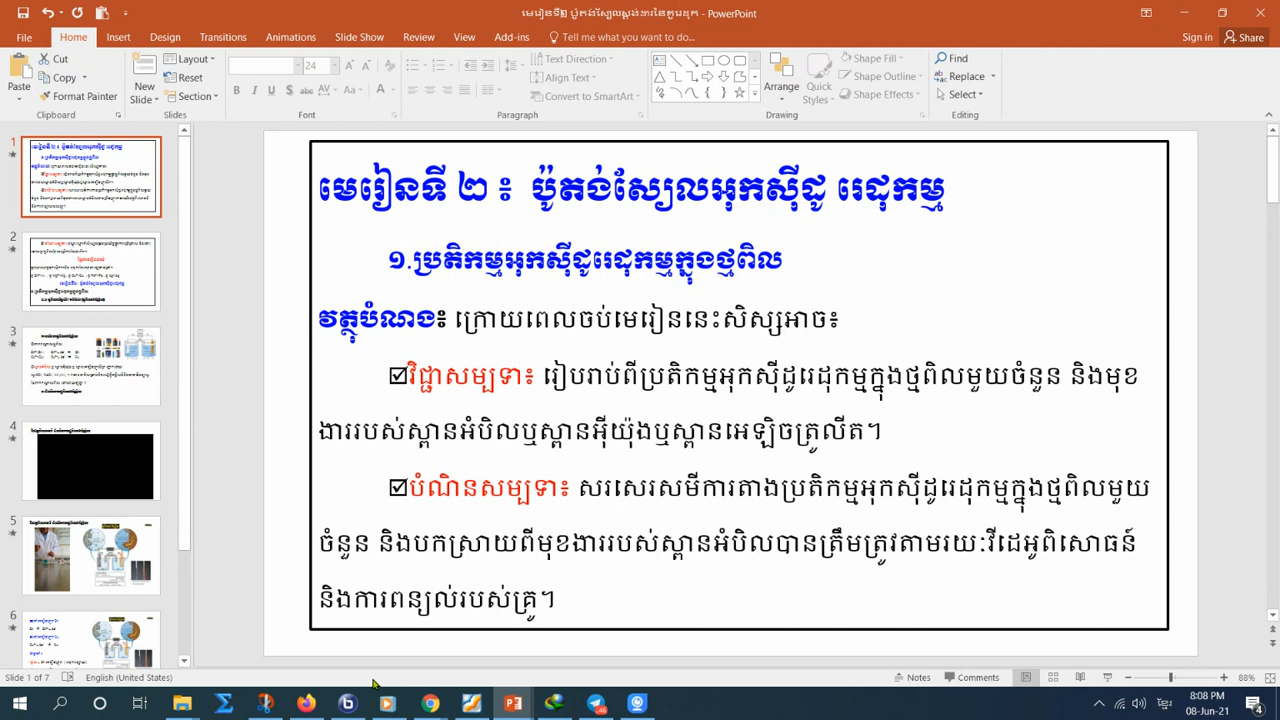 មេរៀនទី២ ប៉ូតង់ស្យែលស្តង់ដារនៃគូរេដុក - PowerPoint
File Home Insert Design Transitions Animations Slide Show Review View Add-ins Tell me what you want to do... Sign in Share
Cut Layout 24 Text Direction Shape Fill Find
Copy Reset Align Text Shape Outline Replace
Paste Format Painter New Slide Section Convert to SmartArt Arrange Quick Styles Shape Effects Select
Clipboard Slides Font Paragraph Drawing Editing
1
2
3
4
5
6
មេរៀនទី ២ ៖ ប៉ូតង់ស្យែលអុកស៊ីដូ រេដុកម្ម
១.ប្រតិកម្មអុកស៊ីដូរេដុកម្មក្នុងថ្មពិល
វត្ថុបំណង៖ ក្រោយពេលចប់មេរៀននេះសិស្សអាច៖
វិជ្ជាសម្បទា៖ រៀបរាប់ពីប្រតិកម្មអុកស៊ីដូរេដុកម្មក្នុងថ្មពិលមួយចំនួន និងមុខ
ងាររបស់ស្ពានអំបិលឬស្ពានអ៊ីយ៉ុងឬស្ពានអេឡិចត្រូលីត។
បំណិនសម្បទា៖ សរសេរសមីការតាងប្រតិកម្មអុកស៊ីដូរេដុកម្មក្នុងថ្មពិលមួយ
ចំនួន និងបកស្រាយពីមុខងាររបស់ស្ពានអំបិលបានត្រឹមត្រូវតាមរយៈវីដេអូពិសោធន៍
និងការពន្យល់របស់គ្រូ។
Slide 1 of 7 English (United States) Notes Comments 88%
8:08 PM
08-Jun-21